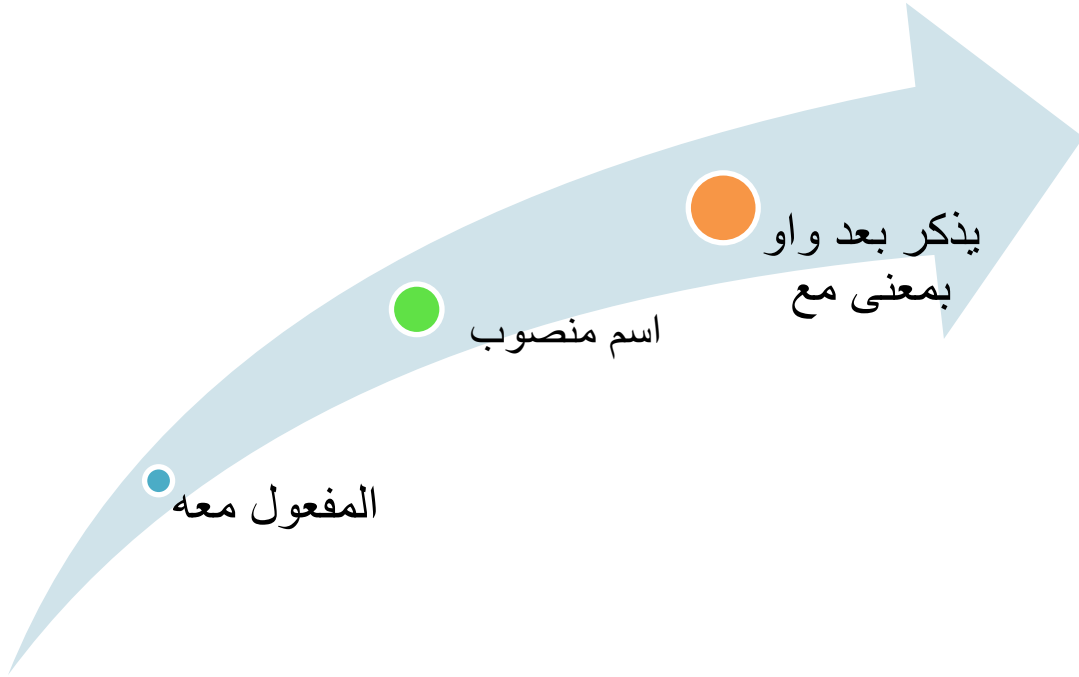 المفعول معه
اسم منصوب
يذكر بعد واو
بمعنى مع